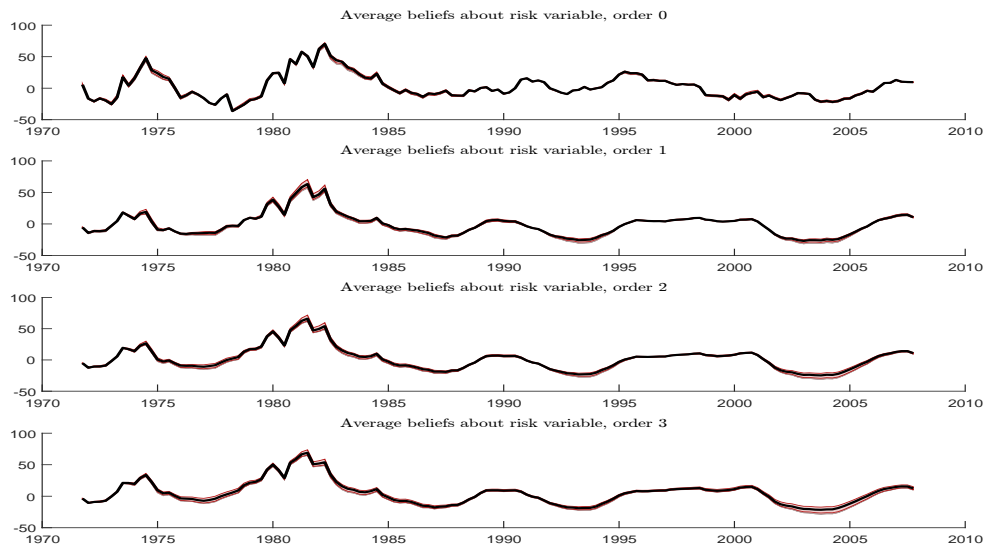 Average beliefs about risk variable, order 0
100
50
0
-50
1970 1975 1980 1985 1990 1995 2000 2005 2010
Average beliefs about risk variable, order 1
100
50
0
-50
1970 1975 1980 1985 1990 1995 2000 2005 2010
Average beliefs about risk variable, order 2
100
50
0
-50
1970 1975 1980 1985 1990 1995 2000 2005 2010
Average beliefs about risk variable, order 3
100
50
0
-50
1970 1975 1980 1985 1990 1995 2000 2005 2010